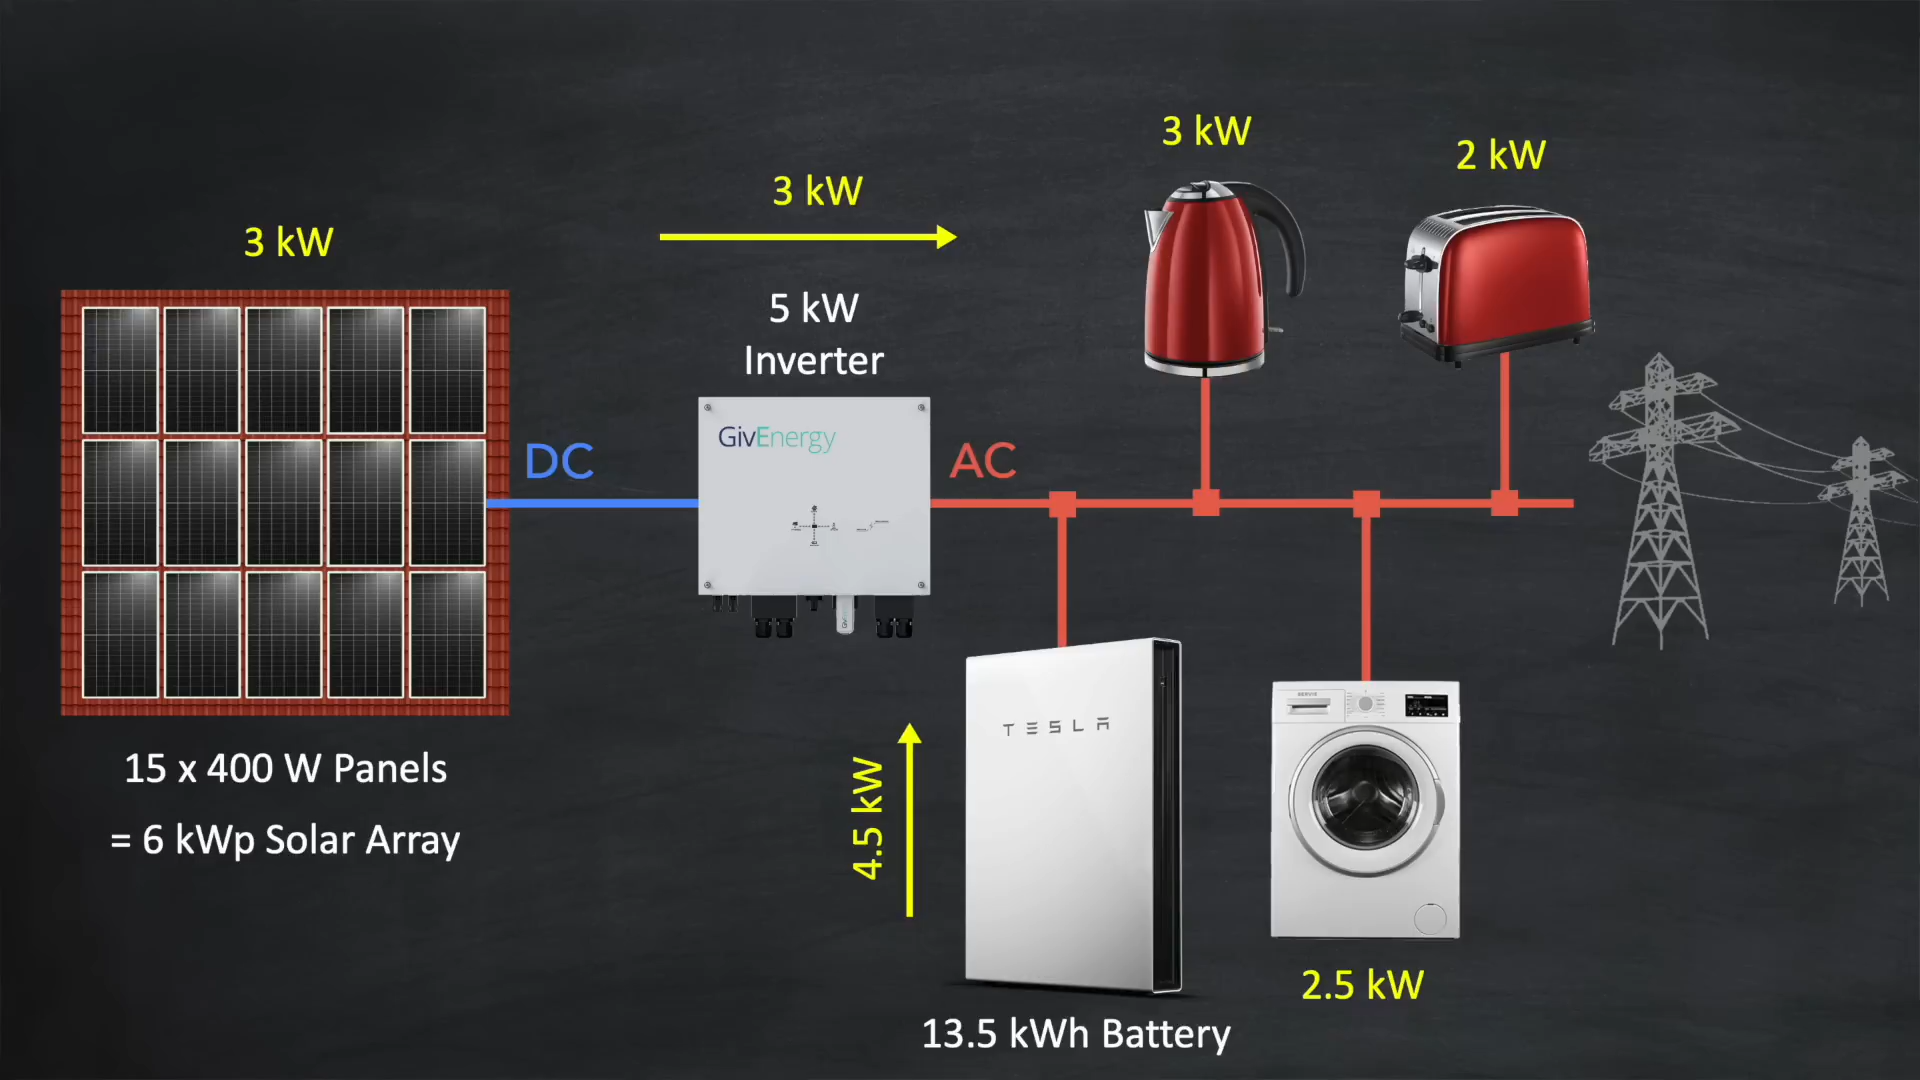 3 kW
2 kW
3 kW
3 kW
5 kW
Inverter
GivEnergy
DC
AC
TESLA
4.5 kW
15 x 400 W Panels
= 6 kWp Solar Array
2.5 kW
13.5 kWh Battery